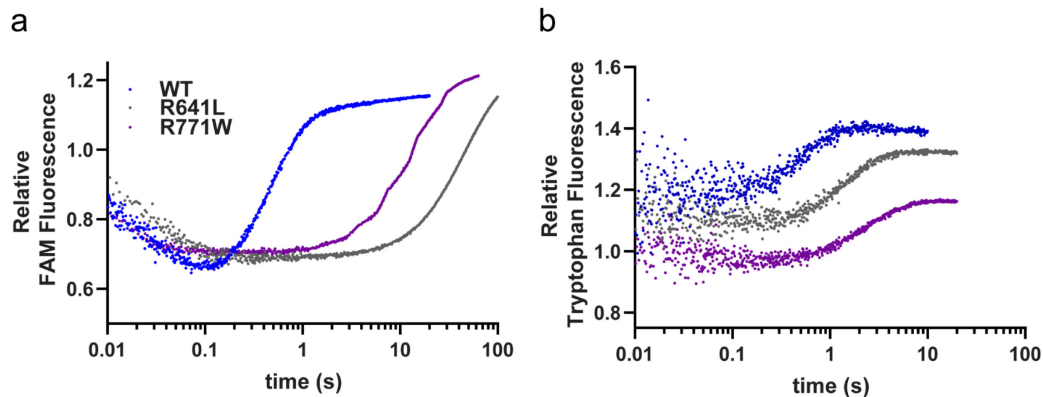 a
Relative
FAM Fluorescence
1.2
1.0
0.8
0.6
WT
R641L
R771W
0.01
0.1
1
10
100
time (s)
b
Relative
Tryptophan Fluorescence
1.6
1.4
1.2
1.0
0.8
0.01
0.1
1
10
100
time (s)